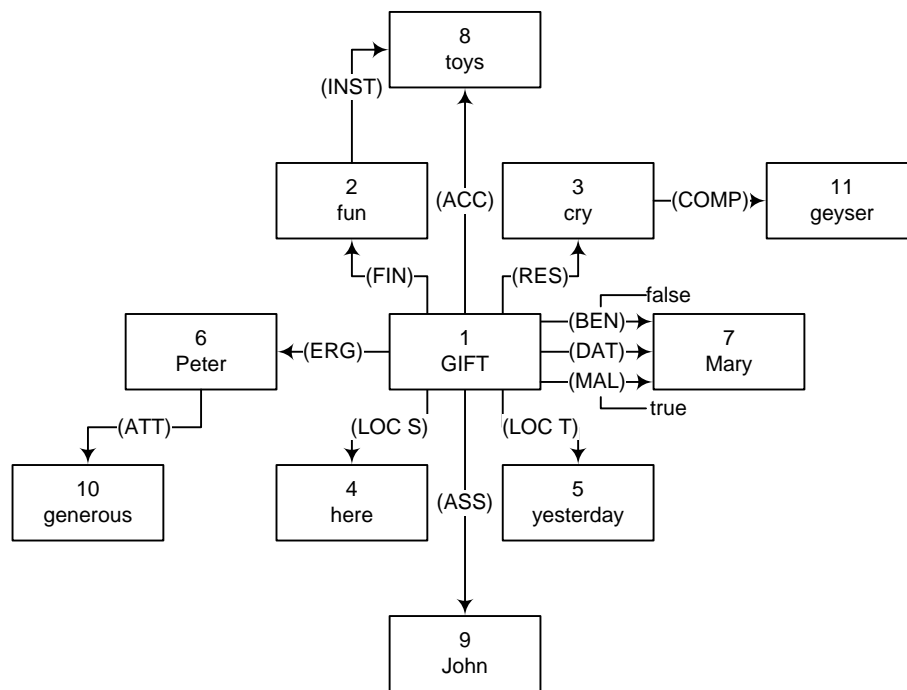 8
toys
(INST)
2
fun
(ACC)
3
cry
(COMP)
11
geyser
(FIN)
(RES)
false
6
Peter
(ERG)
1
GIFT
(BEN)
(DAT)
(MAL)
7
Mary
true
(ATT)
(LOC S)
(LOC T)
10
generous
4
here
(ASS)
5
yesterday
9
John